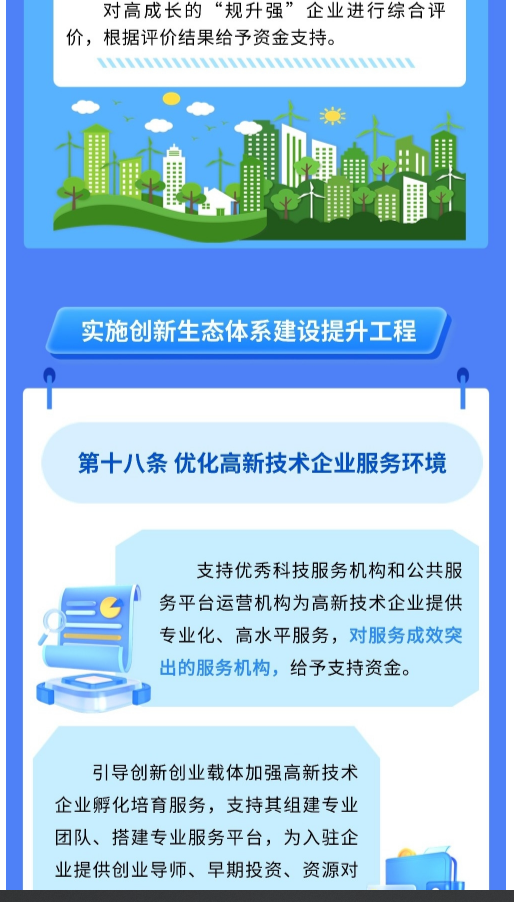 对高成长的“规升强”企业进行综合评
价，根据评价结果给予资金支持。
实施创新生态体系建设提升工程
第十八条 优化高新技术企业服务环境
支持优秀科技服务机构和公共服
务平台运营机构为高新技术企业提供
专业化、高水平服务，对服务成效突
出的服务机构，给予支持资金。
引导创新创业载体加强高新技术
企业孵化培育服务，支持其组建专业
团队、搭建专业服务平台，为入驻企
业提供创业导师、早期投资、资源对